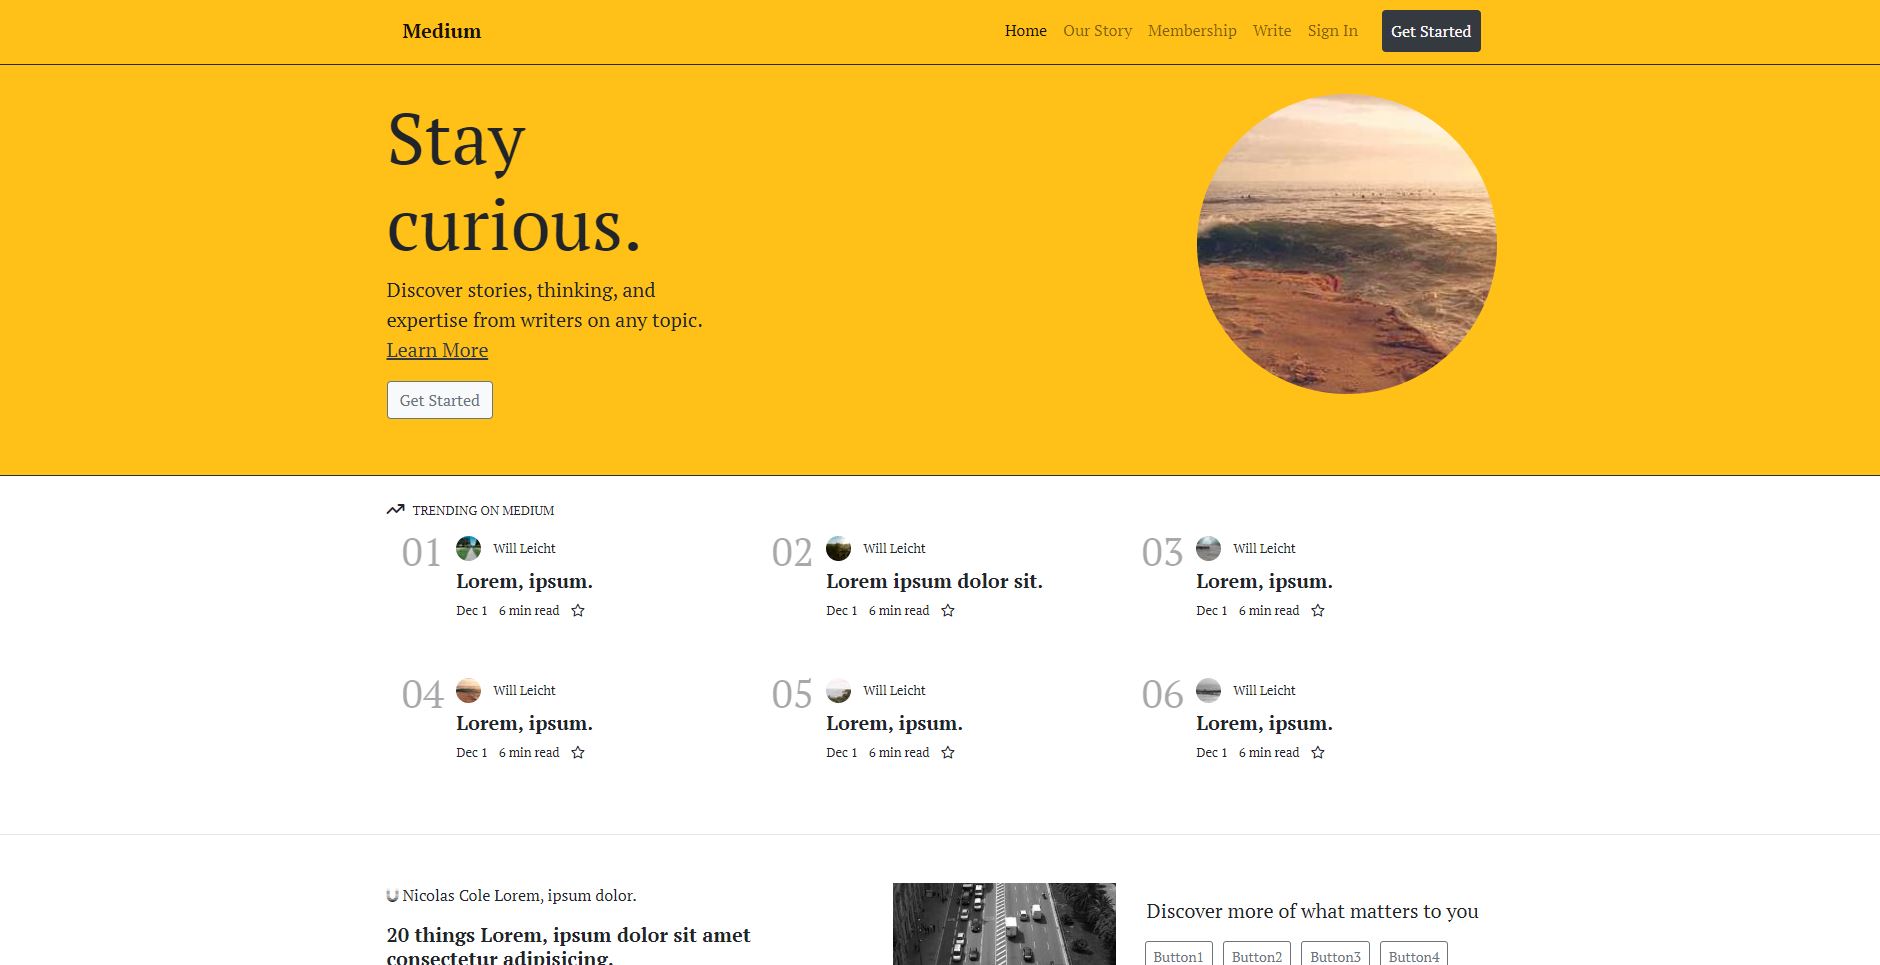 Medium
Home Our Story Membership Write Sign In Get Started
Stay
curious.
Discover stories, thinking, and
expertise from writers on any topic.
Learn More
Get Started
TRENDING ON MEDIUM
01 Will Leicht
Lorem, ipsum.
Dec 1 6 min read
02 Will Leicht
Lorem ipsum dolor sit.
Dec 1 6 min read
03 Will Leicht
Lorem, ipsum.
Dec 1 6 min read
04 Will Leicht
Lorem, ipsum.
Dec 1 6 min read
05 Will Leicht
Lorem, ipsum.
Dec 1 6 min read
06 Will Leicht
Lorem, ipsum.
Dec 1 6 min read
Nicolas Cole Lorem, ipsum dolor.
20 things Lorem, ipsum dolor sit amet
consectetur adipisicing.
Discover more of what matters to you
Button1 Button2 Button3 Button4